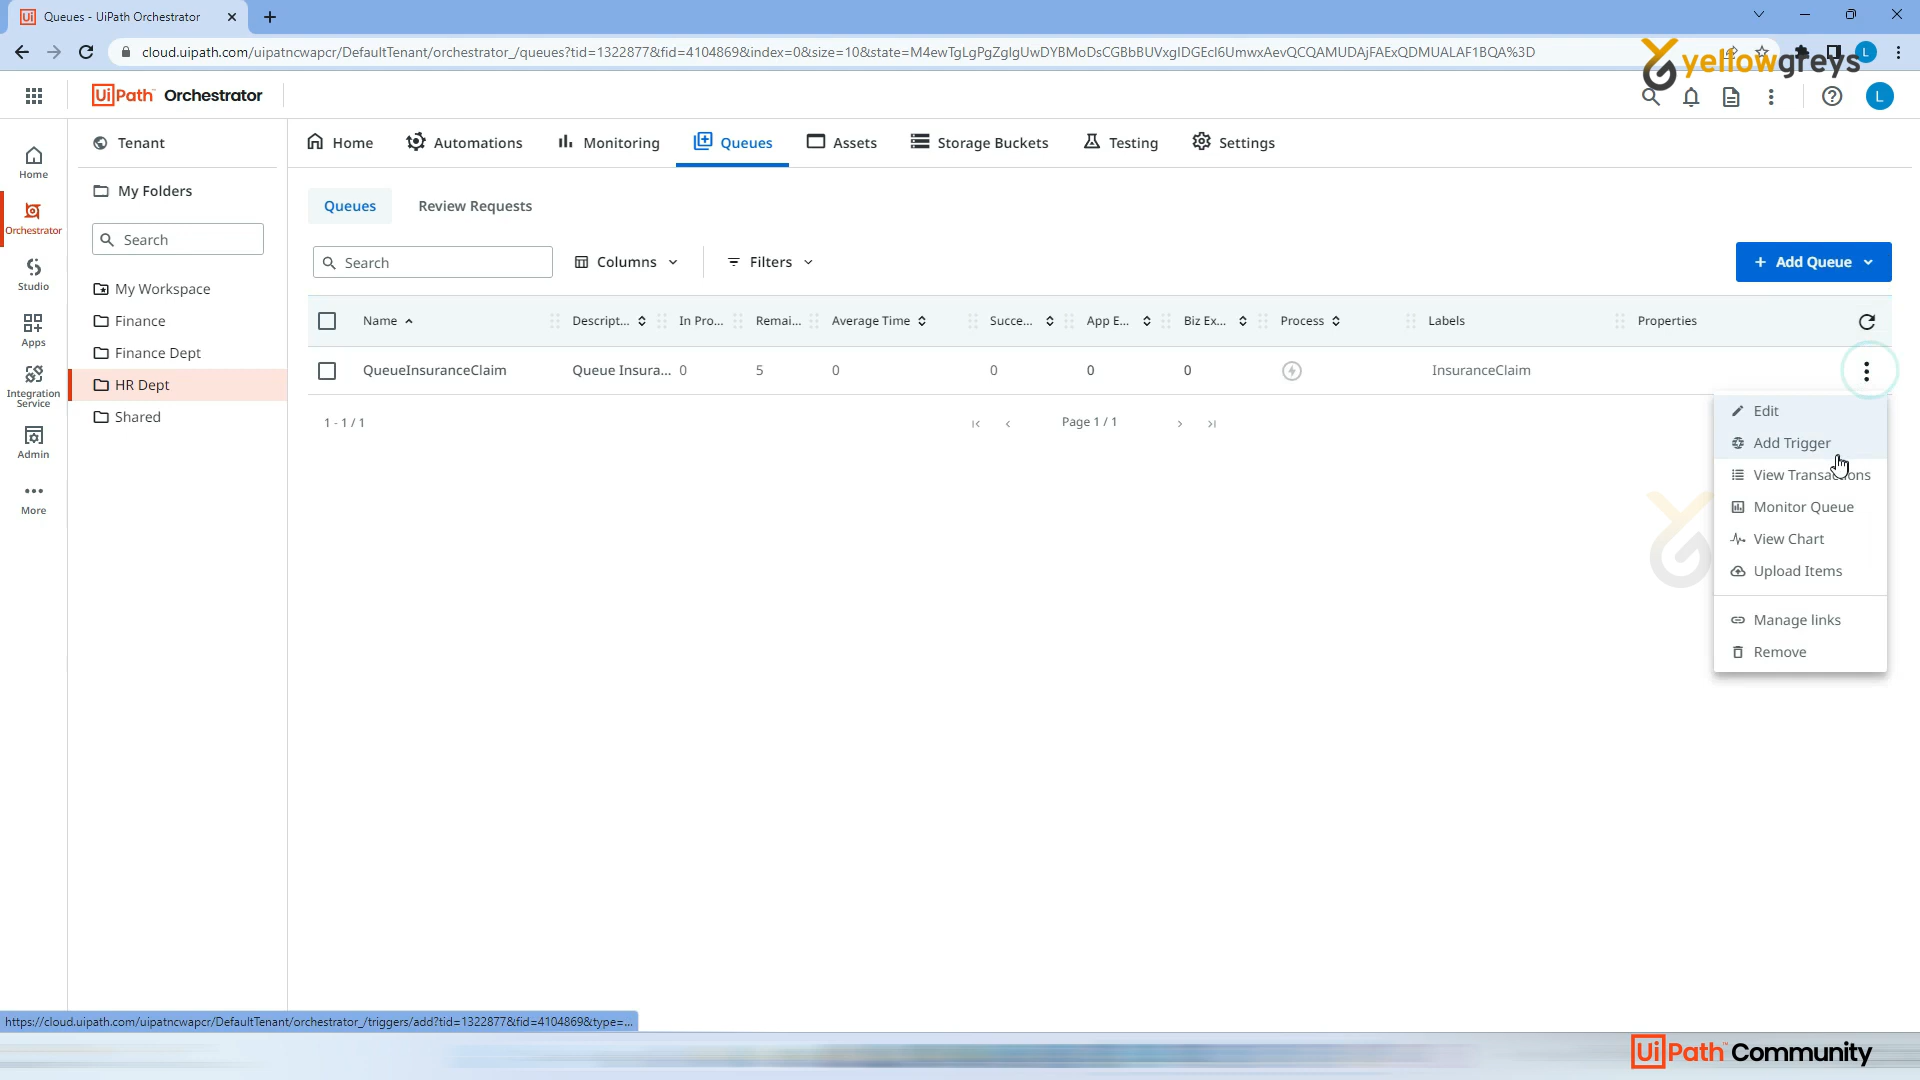 Queues - UiPath Orchestrator
cloud.uipath.com/uipatncwapcr/DefaultTenant/orchestrator_/queues?tid=1322877&fid=4104869&index=0&size=10&state=M4ewTgLgPgZgIgUwDYBMoDsCGBbBUVxgIDGEcI6UmwxAevQCQAMUDAjFAExQDMUALAF1BQA%3D
L
yellowgreys
UiPath Orchestrator
L
Home
Orchestrator
Studio
Apps
Integration Service
Admin
More
Tenant
My Folders
Search
My Workspace
Finance
Finance Dept
HR Dept
Shared
Home
Automations
Monitoring
Queues
Assets
Storage Buckets
Testing
Settings
Queues
Review Requests
Search
Columns
Filters
+ Add Queue
Name
Descript...
In Pro...
Remai...
Average Time
Succe...
App E...
Biz Ex...
Process
Labels
Properties
QueueInsuranceClaim
Queue Insura...
0
5
0
0
0
0
InsuranceClaim
1 - 1 / 1
Page 1 / 1
Edit
Add Trigger
View Transactions
Monitor Queue
View Chart
Upload Items
Manage links
Remove
https://cloud.uipath.com/uipatncwapcr/DefaultTenant/orchestrator_/triggers/add?tid=1322877&fid=4104869&type=...
UiPath Community